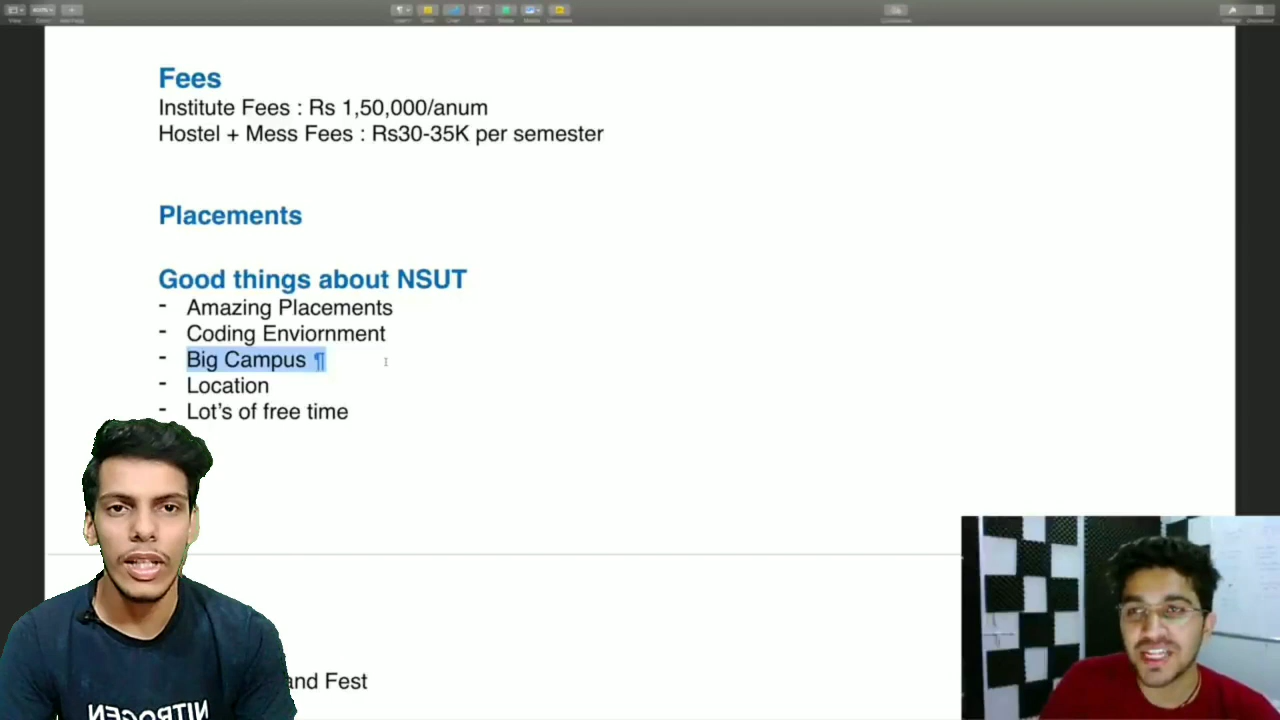 Fees
Institute Fees : Rs 1,50,000/anum
Hostel + Mess Fees : Rs30-35K per semester
Placements
Good things about NSUT
- Amazing Placements
- Coding Enviornment
- Big Campus ¶
- Location
- Lot's of free time
and Fest
NITROGEN